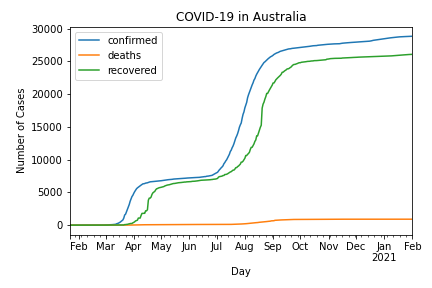 COVID-19 in Australia
confirmed
deaths
recovered
Number of Cases
30000
25000
20000
15000
10000
5000
0
Feb Mar Apr May Jun Jul Aug Sep Oct Nov Dec Jan Feb
2021
Day